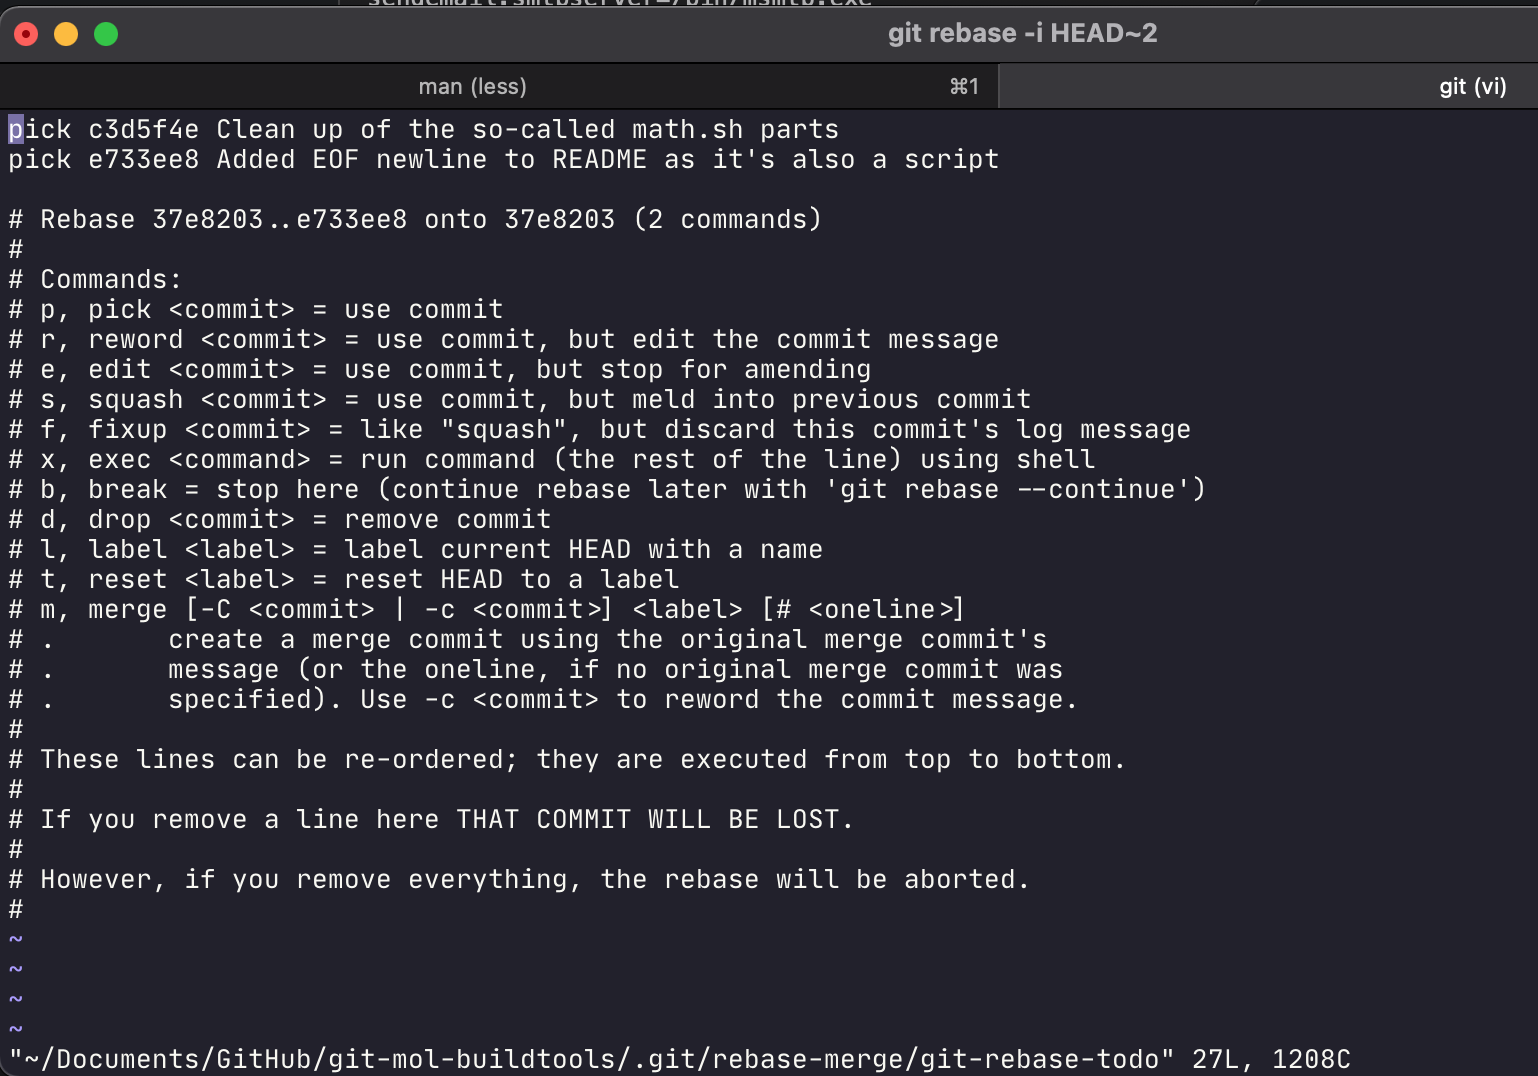 sendemail.smtpserver=/bin/msmtp.exe
git rebase -i HEAD~2
man (less) ⌘1 git (vi)
pick c3d5f4e Clean up of the so-called math.sh parts
pick e733ee8 Added EOF newline to README as it's also a script
# Rebase 37e8203..e733ee8 onto 37e8203 (2 commands)
#
# Commands:
# p, pick <commit> = use commit
# r, reword <commit> = use commit, but edit the commit message
# e, edit <commit> = use commit, but stop for amending
# s, squash <commit> = use commit, but meld into previous commit
# f, fixup <commit> = like "squash", but discard this commit's log message
# x, exec <command> = run command (the rest of the line) using shell
# b, break = stop here (continue rebase later with 'git rebase --continue')
# d, drop <commit> = remove commit
# l, label <label> = label current HEAD with a name
# t, reset <label> = reset HEAD to a label
# m, merge [-C <commit> | -c <commit>] <label> [# <oneline>]
# .       create a merge commit using the original merge commit's
# .       message (or the oneline, if no original merge commit was
# .       specified). Use -c <commit> to reword the commit message.
#
# These lines can be re-ordered; they are executed from top to bottom.
#
# If you remove a line here THAT COMMIT WILL BE LOST.
#
# However, if you remove everything, the rebase will be aborted.
#
~
~
~
~
"~/Documents/GitHub/git-mol-buildtools/.git/rebase-merge/git-rebase-todo" 27L, 1208C